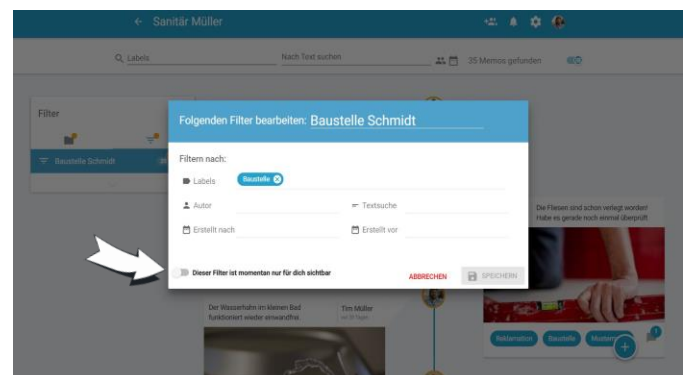 Sanitär Müller
Labels
Nach Text suchen
35 Memos gefunden
Filter
Baustelle Schmidt
Folgenden Filter bearbeiten: Baustelle Schmidt
Filtern nach:
Labels
Baustelle
Autor
Textsuche
Erstellt nach
Erstellt vor
Dieser Filter ist momentan nur für dich sichtbar
ABBRECHEN
SPEICHERN
Die Fliesen sind schon verlegt worden!
Habe es gerade noch einmal überprüft
Der Wasserhahn im kleinen Bad
funktioniert wieder einwandfrei.
Tim Müller
Reklamation
Baustelle